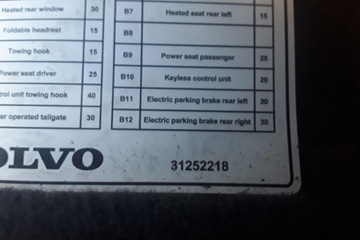 Heated rear window 30 B7 Heated seat rear left 15
Foldable headrest 15 B8
Towing hook 15 B9 Power seat passenger 25
Power seat driver 25 B10 Keyless control unit 20
trol unit towing hook 40 B11 Electric parking brake rear left 30
er operated tailgate 30 B12 Electric parking brake rear right 30
OLVO 31252218